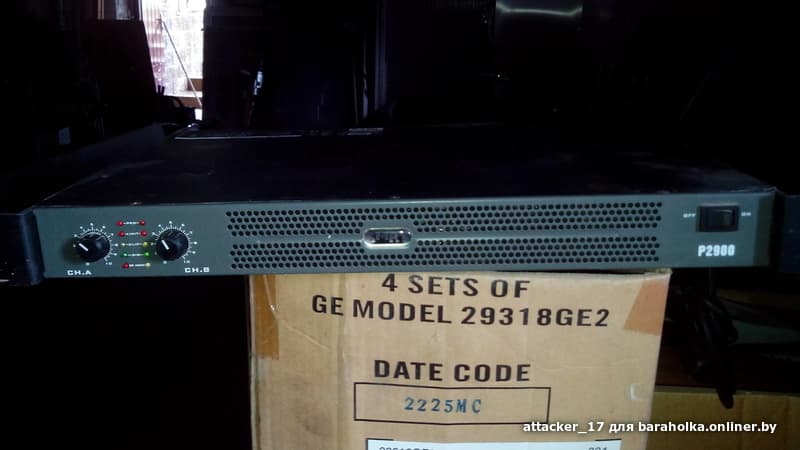 OFF
ON
P2900
CH.A
CH.B
4 SETS OF
GE MODEL 29318GE2
DATE CODE
2225MC
attacker_17 для baraholka.onliner.by